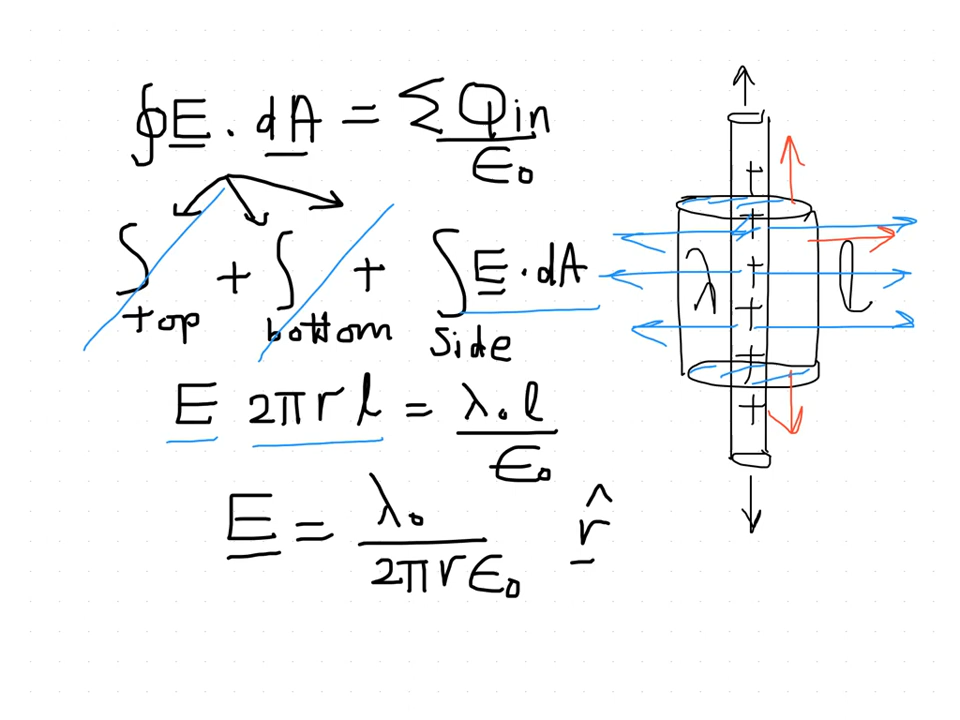 ∮E . dA = ΣQin/ϵ₀
∫top + ∫bottom + ∫side E · dA
E 2πrl = λ₀l/ϵ₀
E = λ₀/2πrϵ₀ r̂
+
+
λ + l
+
+
+